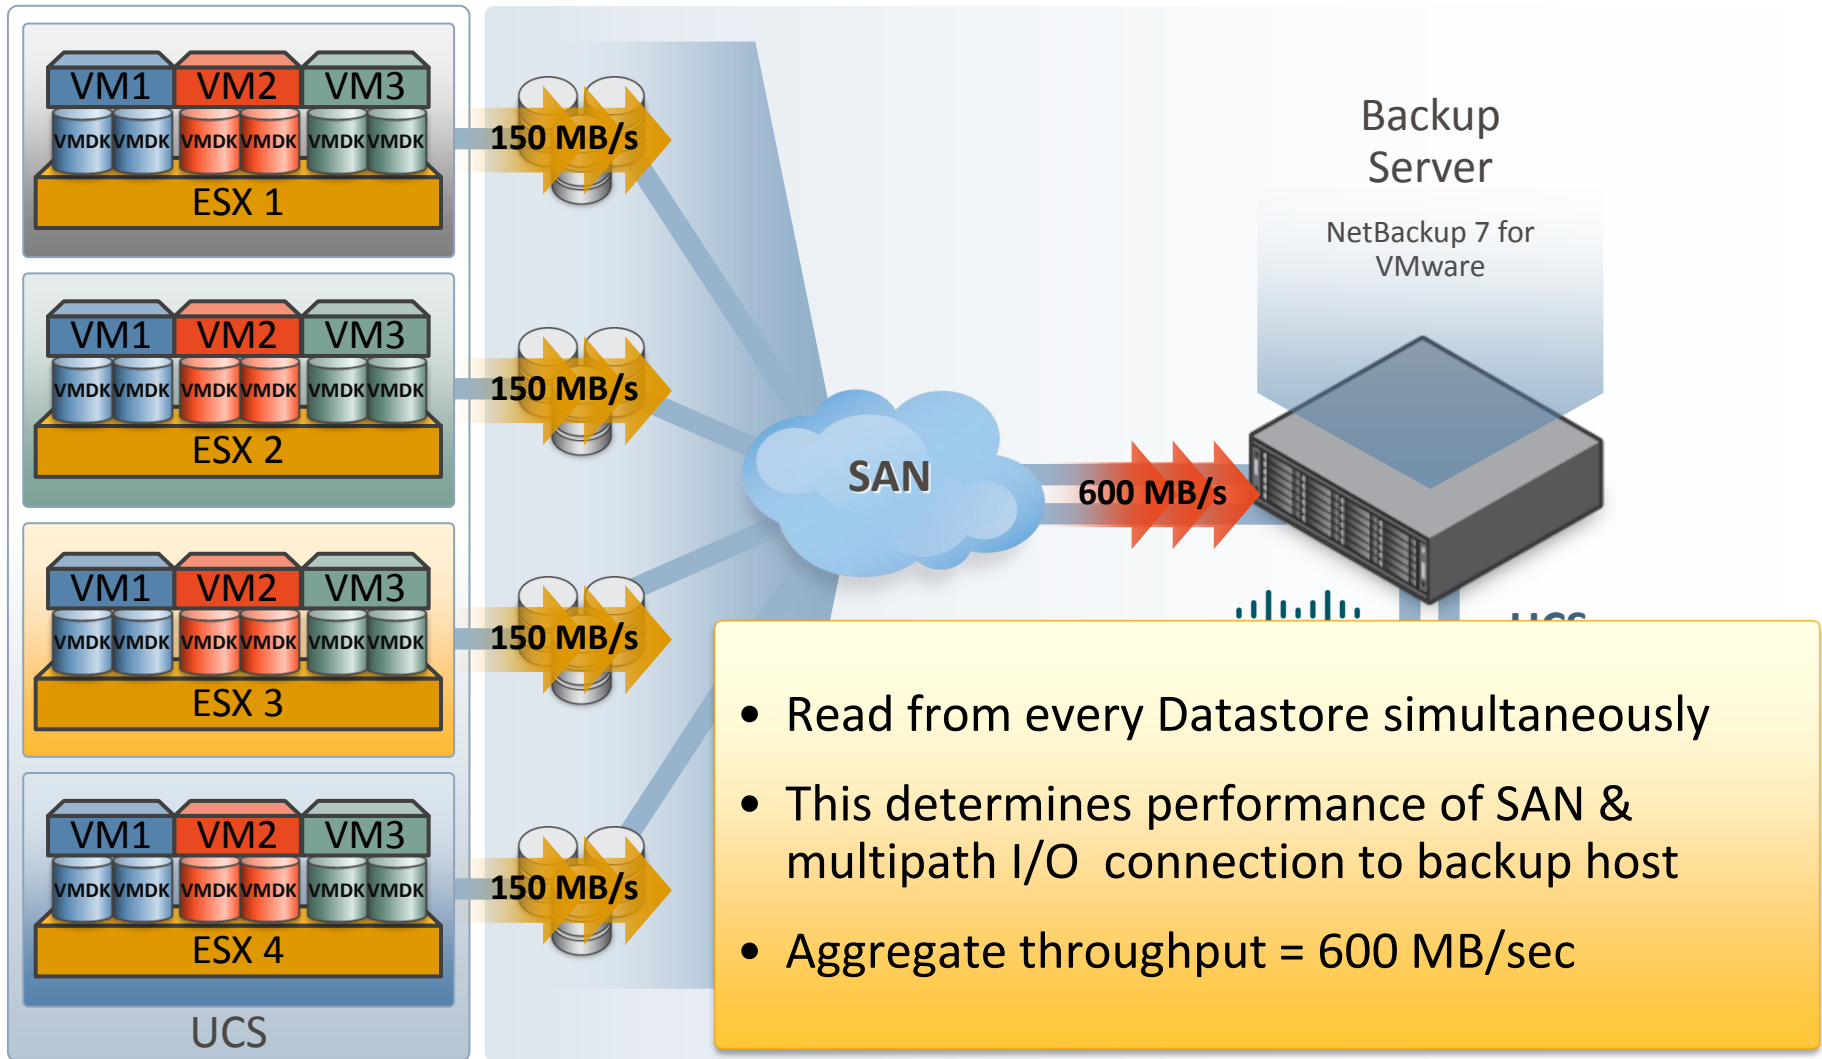 VM1 VM2 VM3
VMDK VMDK VMDK VMDK VMDK VMDK
ESX 1
150 MB/s
VM1 VM2 VM3
VMDK VMDK VMDK VMDK VMDK VMDK
ESX 2
150 MB/s
VM1 VM2 VM3
VMDK VMDK VMDK VMDK VMDK VMDK
ESX 3
150 MB/s
VM1 VM2 VM3
VMDK VMDK VMDK VMDK VMDK VMDK
ESX 4
150 MB/s
UCS
SAN
600 MB/s
Backup
Server
NetBackup 7 for
VMware
UCS
• Read from every Datastore simultaneously
• This determines performance of SAN &
multipath I/O connection to backup host
• Aggregate throughput = 600 MB/sec